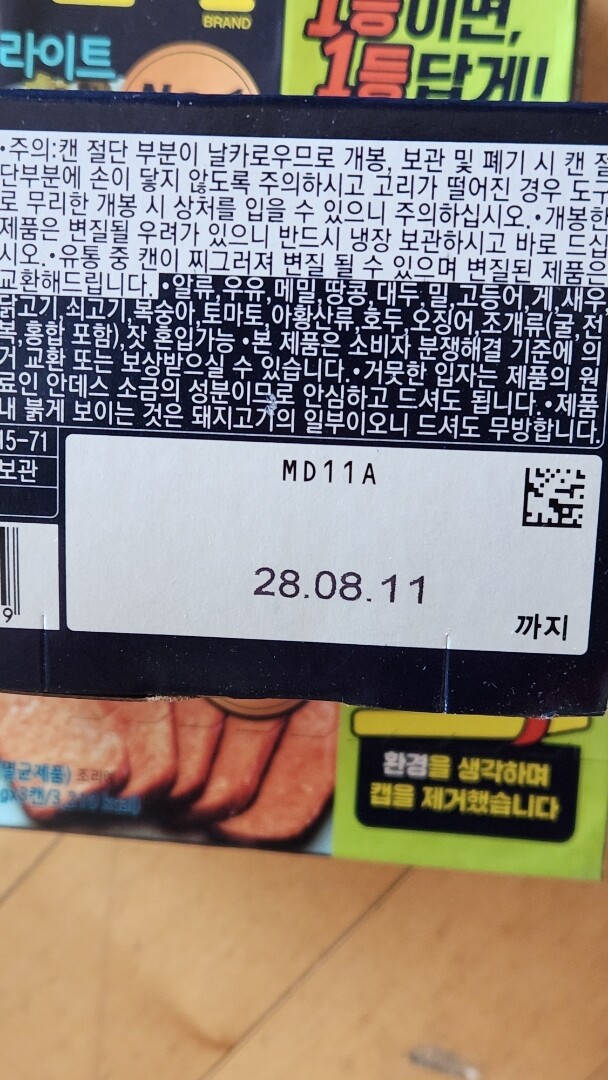 BRAND
라이트
1등이면,
1등답게!
•주의:캔 절단 부분이 날카로우므로 개봉, 보관 및 폐기 시 캔 절
단부분에 손이 닿지 않도록 주의하시고 고리가 떨어진 경우 도구
로 무리한 개봉 시 상처를 입을 수 있으니 주의하십시오.•개봉한
제품은 변질될 우려가 있으니 반드시 냉장 보관하시고 바로 드십
시오.•유통 중 캔이 찌그러져 변질 될 수 있으며 변질된 제품은
교환해드립니다.•알류,우유,메밀,땅콩,대두,밀,고등어,게,새우,
닭고기,쇠고기,복숭아,토마토,아황산류,호두,오징어,조개류(굴,전
복,홍합 포함),잣 혼입가능•본 제품은 소비자 분쟁해결 기준에 의
거 교환 또는 보상받으실 수 있습니다.•거뭇한 입자는 제품의 원
료인 안데스 소금의 성분이므로 안심하고 드셔도 됩니다.•제품
내 붉게 보이는 것은 돼지고기의 일부이오니 드셔도 무방합니다.
15-71
보관
MD11A
28.08.11
까지
9
멸균제품) 조리예
환경을 생각하며
캡을 제거했습니다